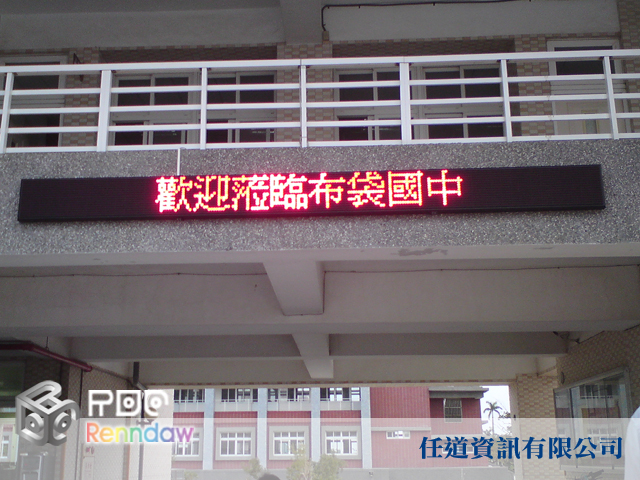 歡迎蒞臨布袋國中
PDC
Renndaw
任道資訊有限公司